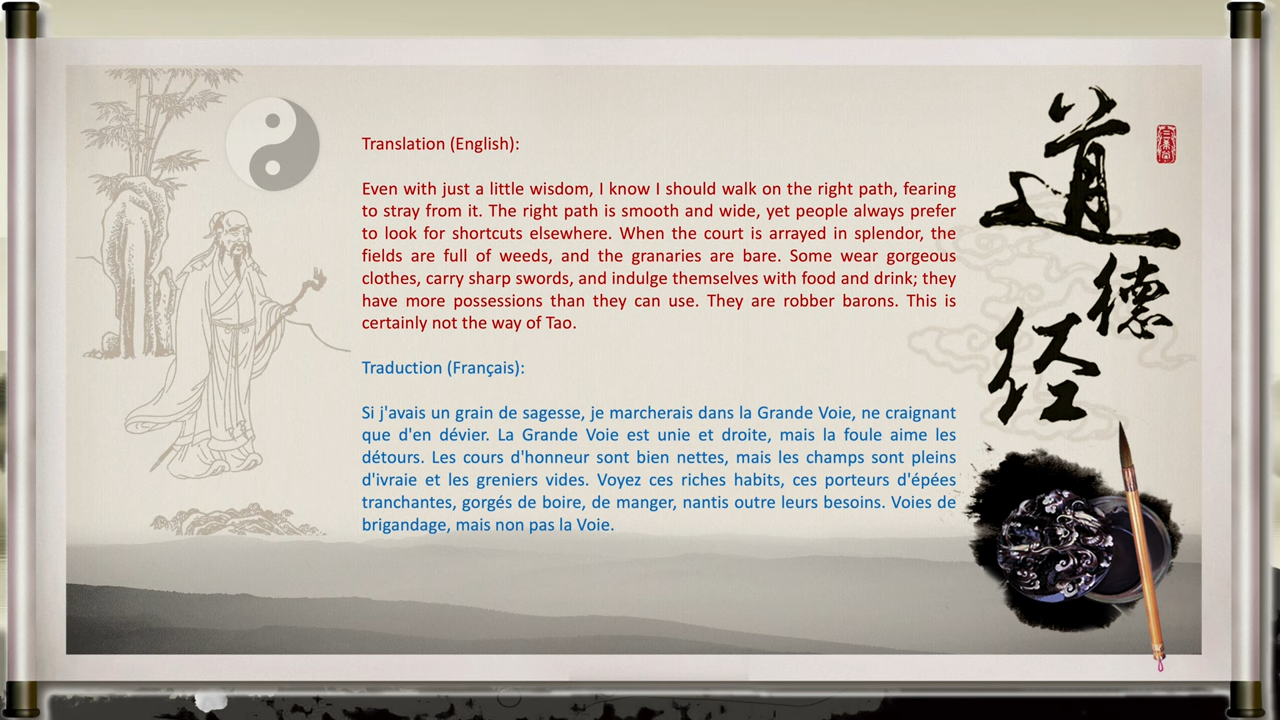 Translation (English):
Even with just a little wisdom, I know I should walk on the right path, fearing
to stray from it. The right path is smooth and wide, yet people always prefer
to look for shortcuts elsewhere. When the court is arrayed in splendor, the
fields are full of weeds, and the granaries are bare. Some wear gorgeous
clothes, carry sharp swords, and indulge themselves with food and drink; they
have more possessions than they can use. They are robber barons. This is
certainly not the way of Tao.
Traduction (Français):
Si j'avais un grain de sagesse, je marcherais dans la Grande Voie, ne craignant
que d'en dévier. La Grande Voie est unie et droite, mais la foule aime les
détours. Les cours d'honneur sont bien nettes, mais les champs sont pleins
d'ivraie et les greniers vides. Voyez ces riches habits, ces porteurs d'épées
tranchantes, gorgés de boire, de manger, nantis outre leurs besoins. Voies de
brigandage, mais non pas la Voie.
道
德
经